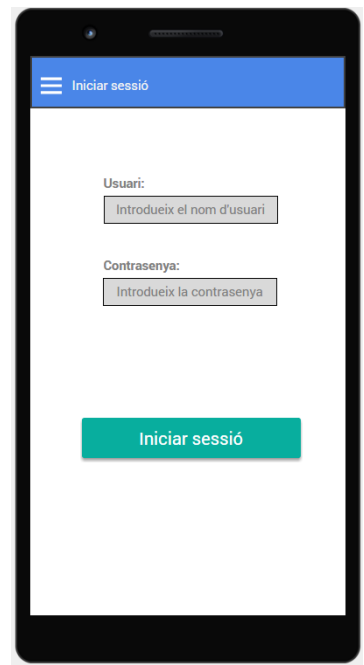 Iniciar sessió
Usuari:
Introdueix el nom d'usuari
Contrasenya:
Introdueix la contrasenya
Iniciar sessió